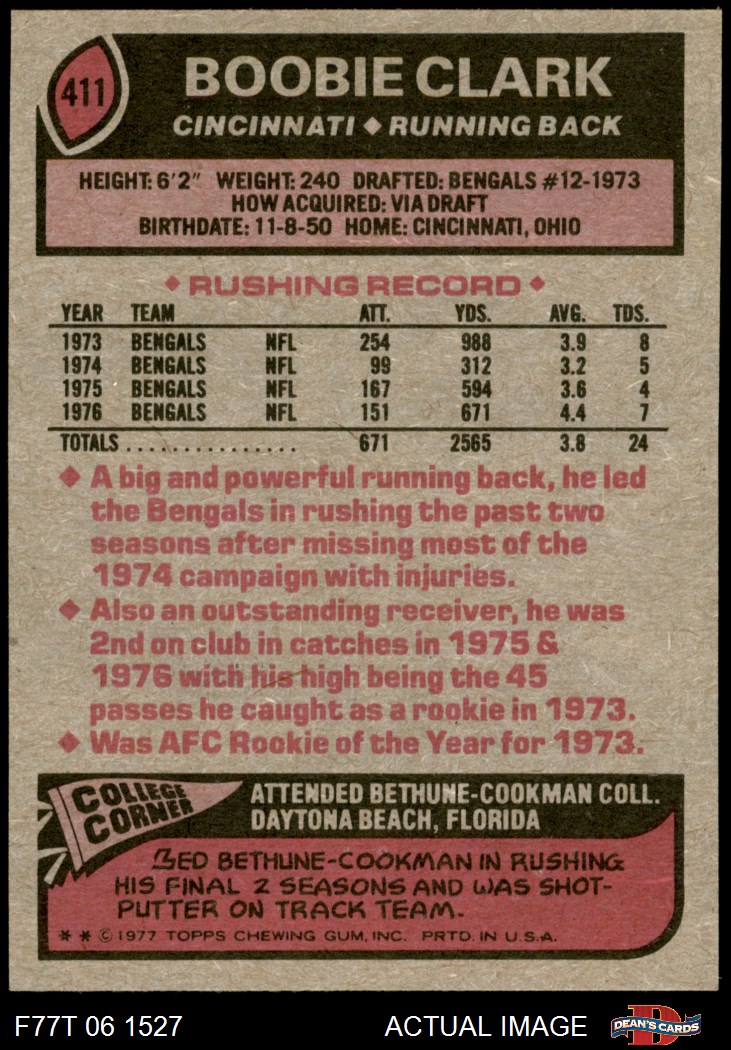 411
BOOBIE CLARK
CINCINNATI ◆ RUNNING BACK
HEIGHT: 6'2" WEIGHT: 240 DRAFTED: BENGALS #12-1973
HOW ACQUIRED: VIA DRAFT
BIRTHDATE: 11-8-50 HOME: CINCINNATI, OHIO
◆ RUSHING RECORD ◆
YEAR TEAM ATT. YDS. AVG. TDS.
1973 BENGALS NFL 254 988 3.9 8
1974 BENGALS NFL 99 312 3.2 5
1975 BENGALS NFL 167 594 3.6 4
1976 BENGALS NFL 151 671 4.4 7
TOTALS ............... 671 2565 3.8 24
◆ A big and powerful running back, he led
the Bengals in rushing the past two
seasons after missing most of the
1974 campaign with injuries.
◆ Also an outstanding receiver, he was
2nd on club in catches in 1975 &
1976 with his high being the 45
passes he caught as a rookie in 1973.
◆ Was AFC Rookie of the Year for 1973.
COLLEGE
CORNER
ATTENDED BETHUNE-COOKMAN COLL.
DAYTONA BEACH, FLORIDA
LED BETHUNE-COOKMAN IN RUSHING
HIS FINAL 2 SEASONS AND WAS SHOT-
PUTTER ON TRACK TEAM.
* * © 1977 TOPPS CHEWING GUM, INC. PRTD. IN U.S.A.
F77T 06 1527 ACTUAL IMAGE D DEAN'S CARDS